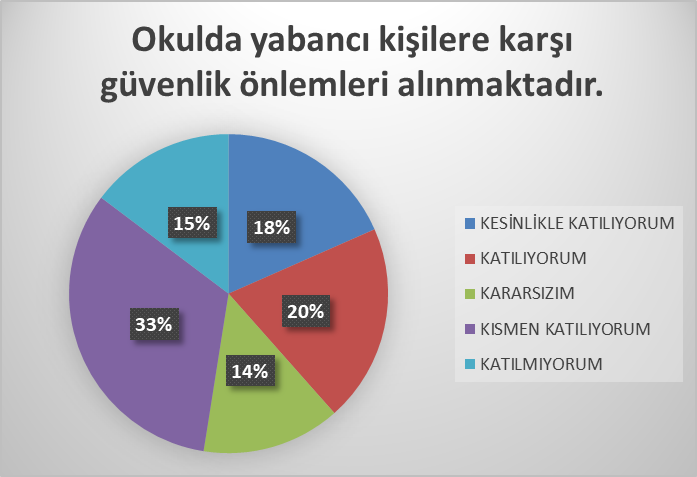 Okulda yabancı kişilere karşı
güvenlik önlemleri alınmaktadır.
18%
20%
14%
33%
15%
KESİNLİKLE KATILIYORUM
KATILIYORUM
KARARSIZIM
KISMEN KATILIYORUM
KATILMIYORUM